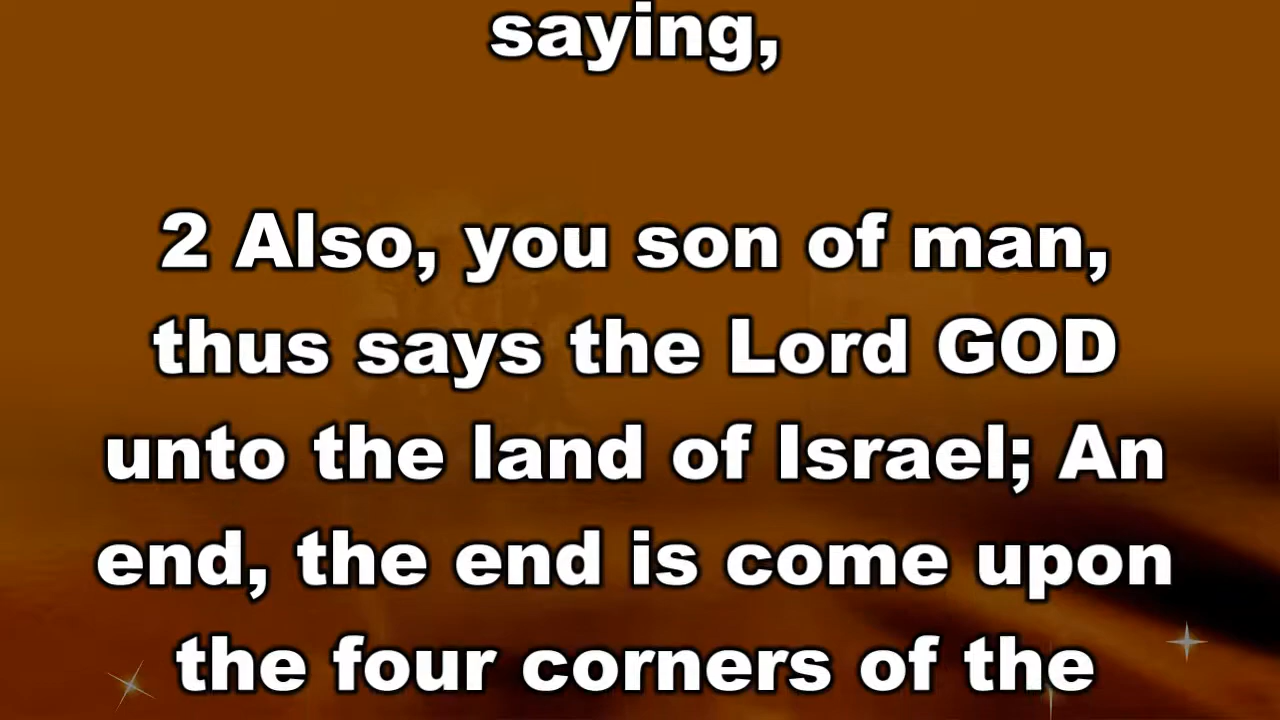 saying,
2 Also, you son of man,
thus says the Lord GOD
unto the land of Israel; An
end, the end is come upon
the four corners of the